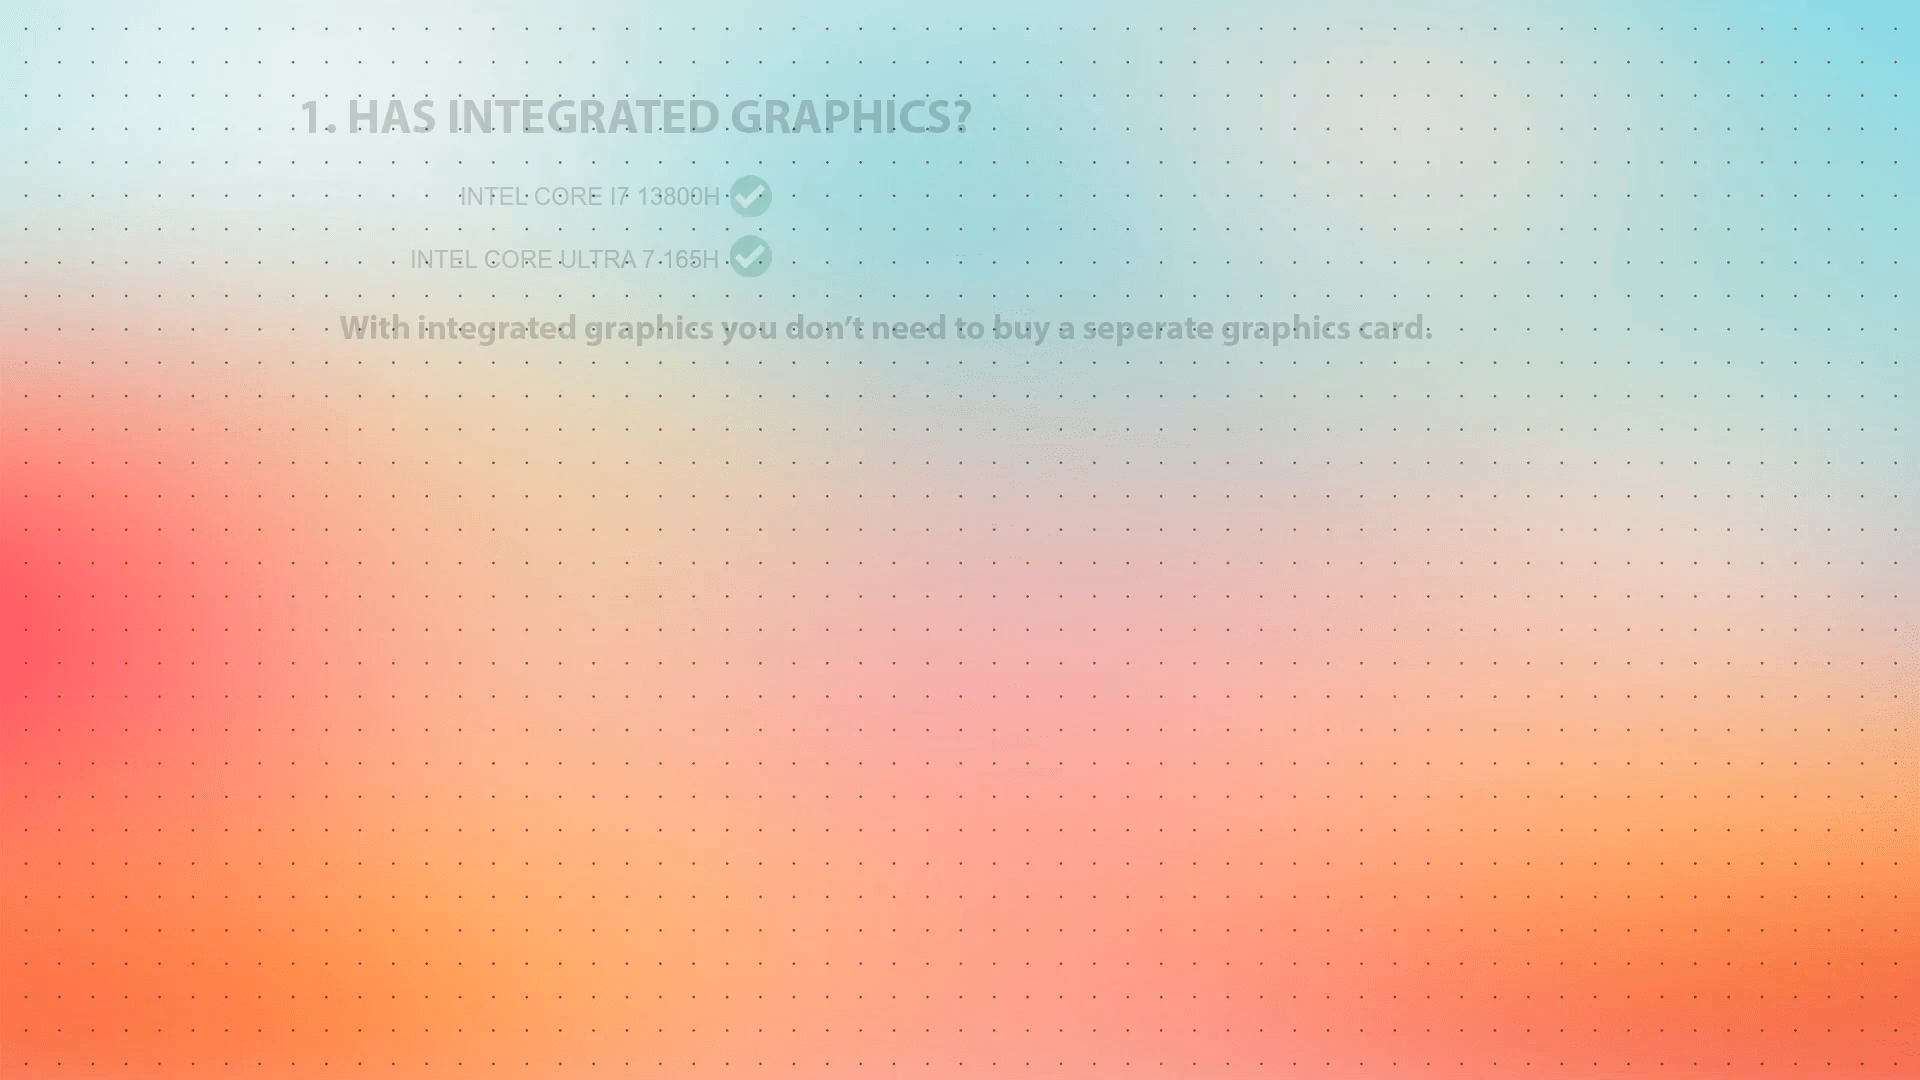 1. HAS INTEGRATED GRAPHICS?
INTEL CORE I7 13800H
INTEL CORE ULTRA 7 165H
With integrated graphics you don’t need to buy a seperate graphics card.